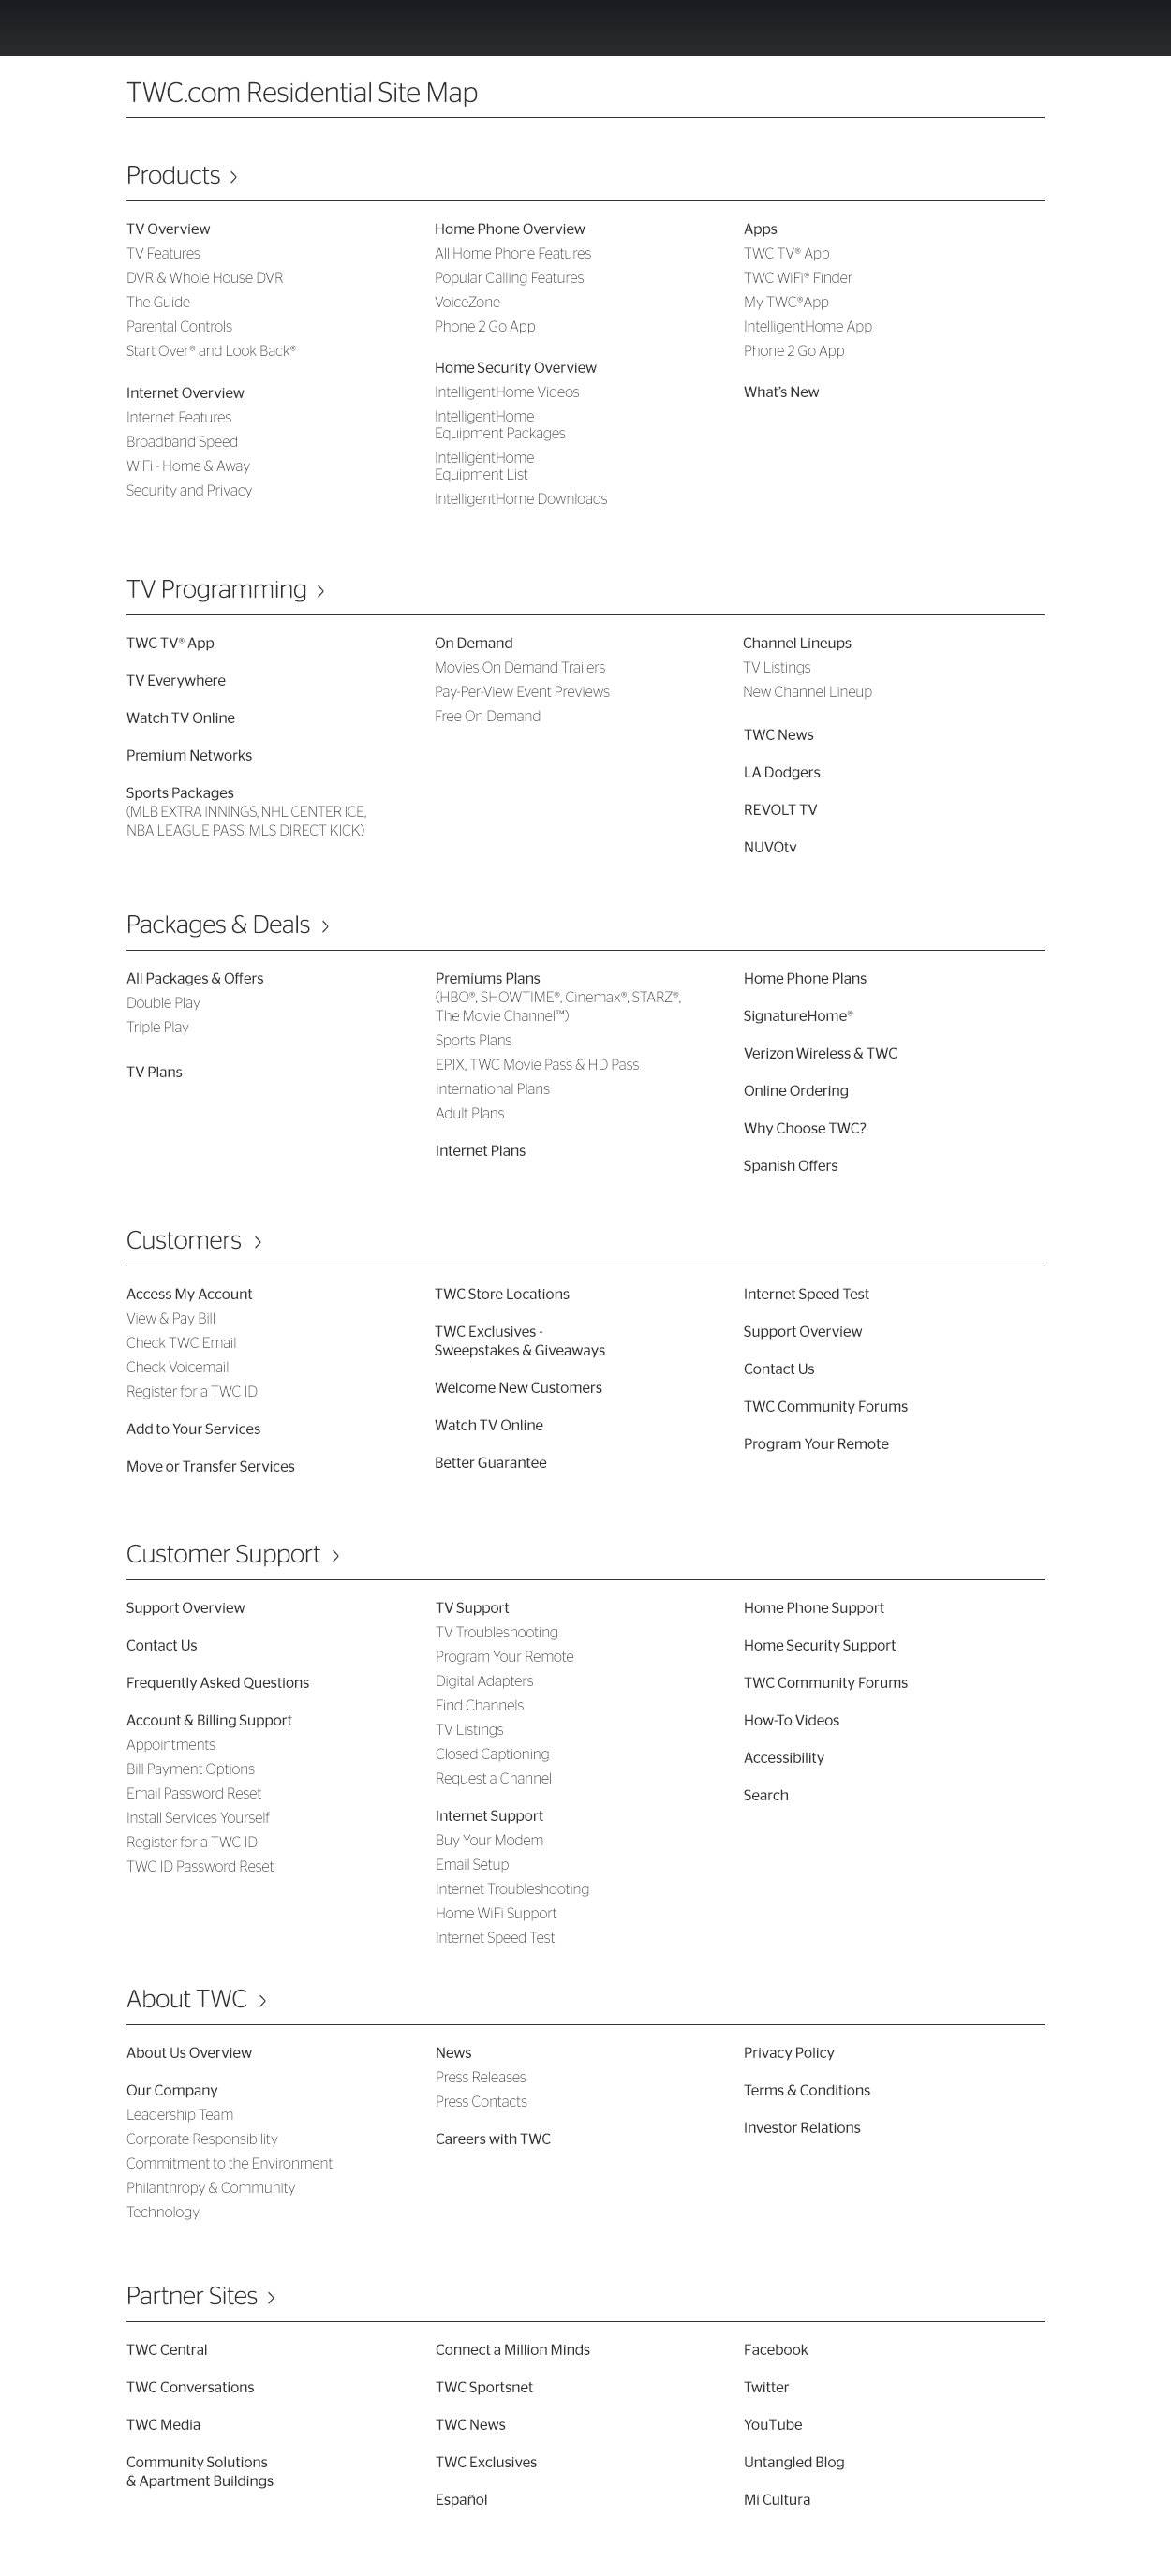 TWC.com Residential Site Map
Products
TV Overview
TV Features
DVR & Whole House DVR
The Guide
Parental Controls
Start Over® and Look Back®
Internet Overview
Internet Features
Broadband Speed
WiFi - Home & Away
Security and Privacy
Home Phone Overview
All Home Phone Features
Popular Calling Features
VoiceZone
Phone 2 Go App
Home Security Overview
IntelligentHome Videos
IntelligentHome
Equipment Packages
IntelligentHome
Equipment List
IntelligentHome Downloads
Apps
TWC TV® App
TWC WiFi® Finder
My TWC®App
IntelligentHome App
Phone 2 Go App
What's New
TV Programming
TWC TV® App
TV Everywhere
Watch TV Online
Premium Networks
Sports Packages
(MLB EXTRA INNINGS, NHL CENTER ICE,
NBA LEAGUE PASS, MLS DIRECT KICK)
On Demand
Movies On Demand Trailers
Pay-Per-View Event Previews
Free On Demand
Channel Lineups
TV Listings
New Channel Lineup
TWC News
LA Dodgers
REVOLT TV
NUVOtv
Packages & Deals
All Packages & Offers
Double Play
Triple Play
TV Plans
Premiums Plans
(HBO®, SHOWTIME®, Cinemax®, STARZ®,
The Movie Channel™)
Sports Plans
EPIX, TWC Movie Pass & HD Pass
International Plans
Adult Plans
Internet Plans
Home Phone Plans
SignatureHome®
Verizon Wireless & TWC
Online Ordering
Why Choose TWC?
Spanish Offers
Customers
Access My Account
View & Pay Bill
Check TWC Email
Check Voicemail
Register for a TWC ID
Add to Your Services
Move or Transfer Services
TWC Store Locations
TWC Exclusives -
Sweepstakes & Giveaways
Welcome New Customers
Watch TV Online
Better Guarantee
Internet Speed Test
Support Overview
Contact Us
TWC Community Forums
Program Your Remote
Customer Support
Support Overview
Contact Us
Frequently Asked Questions
Account & Billing Support
Appointments
Bill Payment Options
Email Password Reset
Install Services Yourself
Register for a TWC ID
TWC ID Password Reset
TV Support
TV Troubleshooting
Program Your Remote
Digital Adapters
Find Channels
TV Listings
Closed Captioning
Request a Channel
Internet Support
Buy Your Modem
Email Setup
Internet Troubleshooting
Home WiFi Support
Internet Speed Test
Home Phone Support
Home Security Support
TWC Community Forums
How-To Videos
Accessibility
Search
About TWC
About Us Overview
Our Company
Leadership Team
Corporate Responsibility
Commitment to the Environment
Philanthropy & Community
Technology
News
Press Releases
Press Contacts
Careers with TWC
Privacy Policy
Terms & Conditions
Investor Relations
Partner Sites
TWC Central
TWC Conversations
TWC Media
Community Solutions
& Apartment Buildings
Connect a Million Minds
TWC Sportsnet
TWC News
TWC Exclusives
Español
Facebook
Twitter
YouTube
Untangled Blog
Mi Cultura